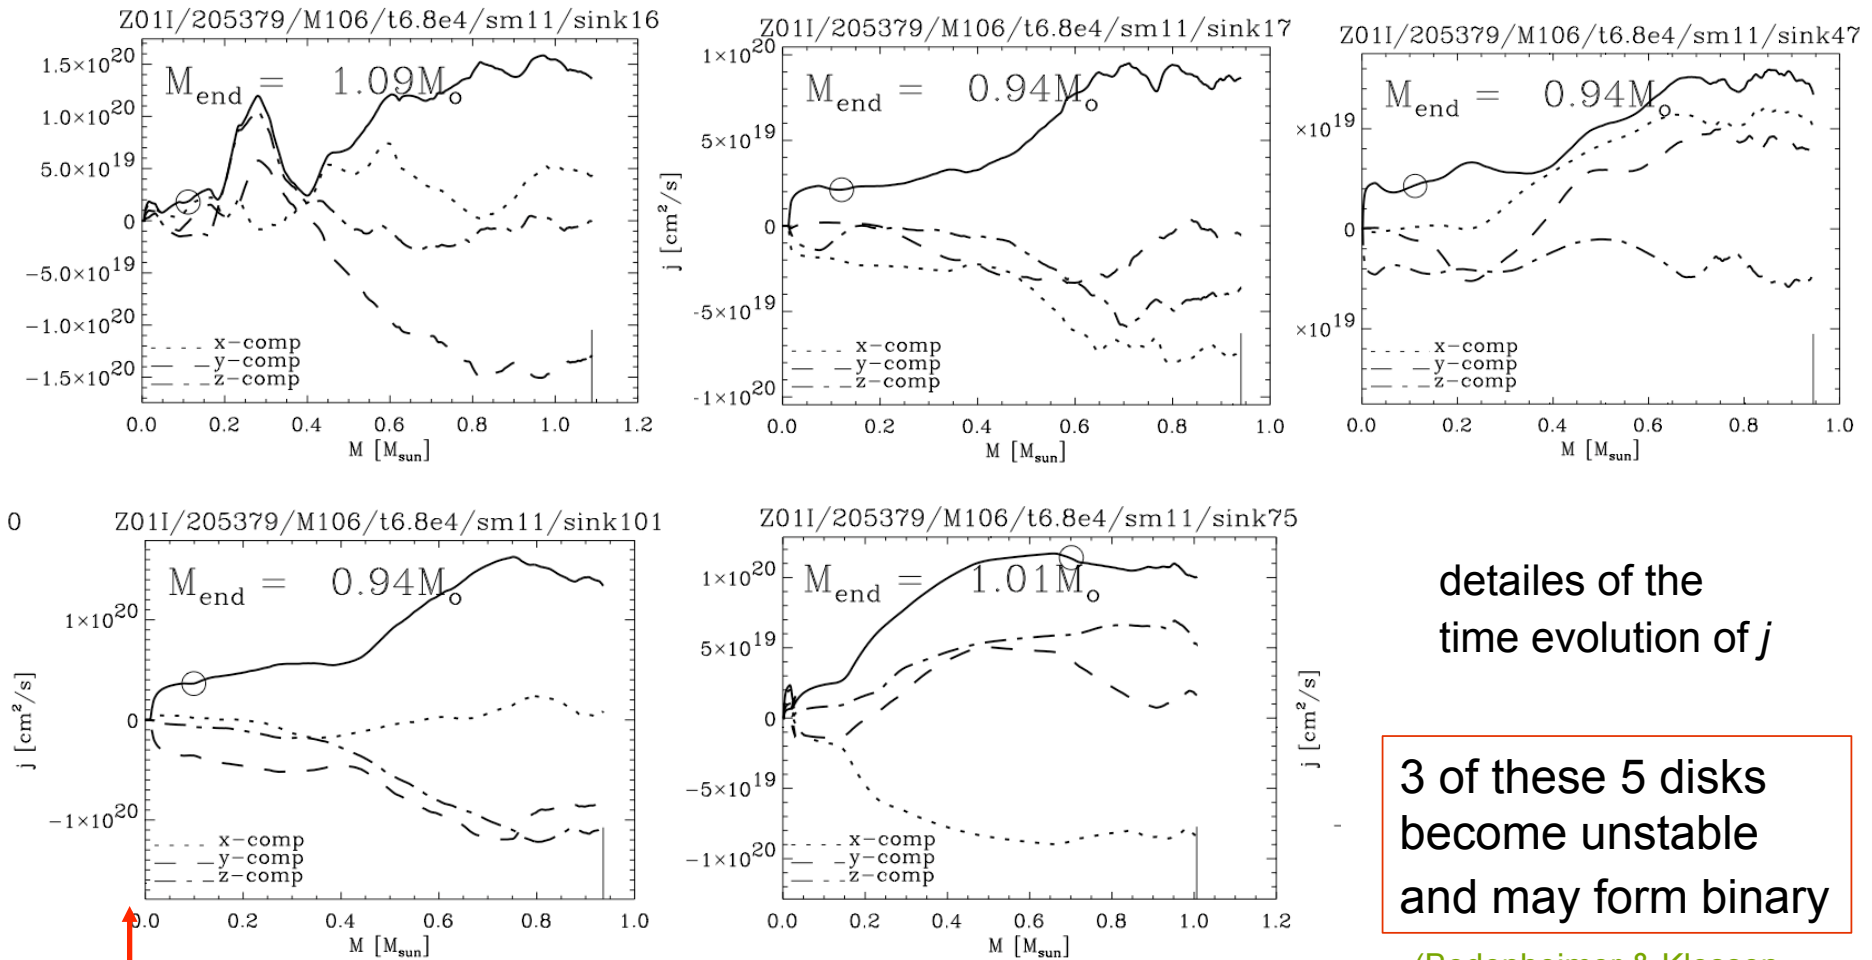 Z01I/205379/M106/t6.8e4/sm11/sink16
M_end = 1.09M_o
1.5×10^20
1.0×10^20
5.0×10^19
0
−5.0×10^19
−1.0×10^20
−1.5×10^20
x−comp
y−comp
z−comp
0.0 0.2 0.4 0.6 0.8 1.0 1.2
M [M_sun]
Z01I/205379/M106/t6.8e4/sm11/sink17
M_end = 0.94M_o
1×10^20
5×10^19
0
-5×10^19
-1×10^20
j [cm^2/s]
x−comp
y−comp
z−comp
0.0 0.2 0.4 0.6 0.8 1.0
M [M_sun]
Z01I/205379/M106/t6.8e4/sm11/sink47
M_end = 0.94M_o
×10^19
0
×10^19
x−comp
y−comp
z−comp
0.0 0.2 0.4 0.6 0.8 1.0
M [M_sun]
0
Z01I/205379/M106/t6.8e4/sm11/sink101
M_end = 0.94M_o
1×10^20
0
−1×10^20
j [cm^2/s]
x−comp
y−comp
z−comp
0.0 0.2 0.4 0.6 0.8 1.0
M [M_sun]
Z01I/205379/M106/t6.8e4/sm11/sink75
M_end = 1.01M_o
1×10^20
5×10^19
0
−5×10^19
−1×10^20
x−comp
y−comp
z−comp
0.0 0.2 0.4 0.6 0.8 1.0 1.2
M [M_sun]
j [cm^2/s]
detailes of the
time evolution of j
3 of these 5 disks
become unstable
and may form binary
(Bodenheimer & Klessen